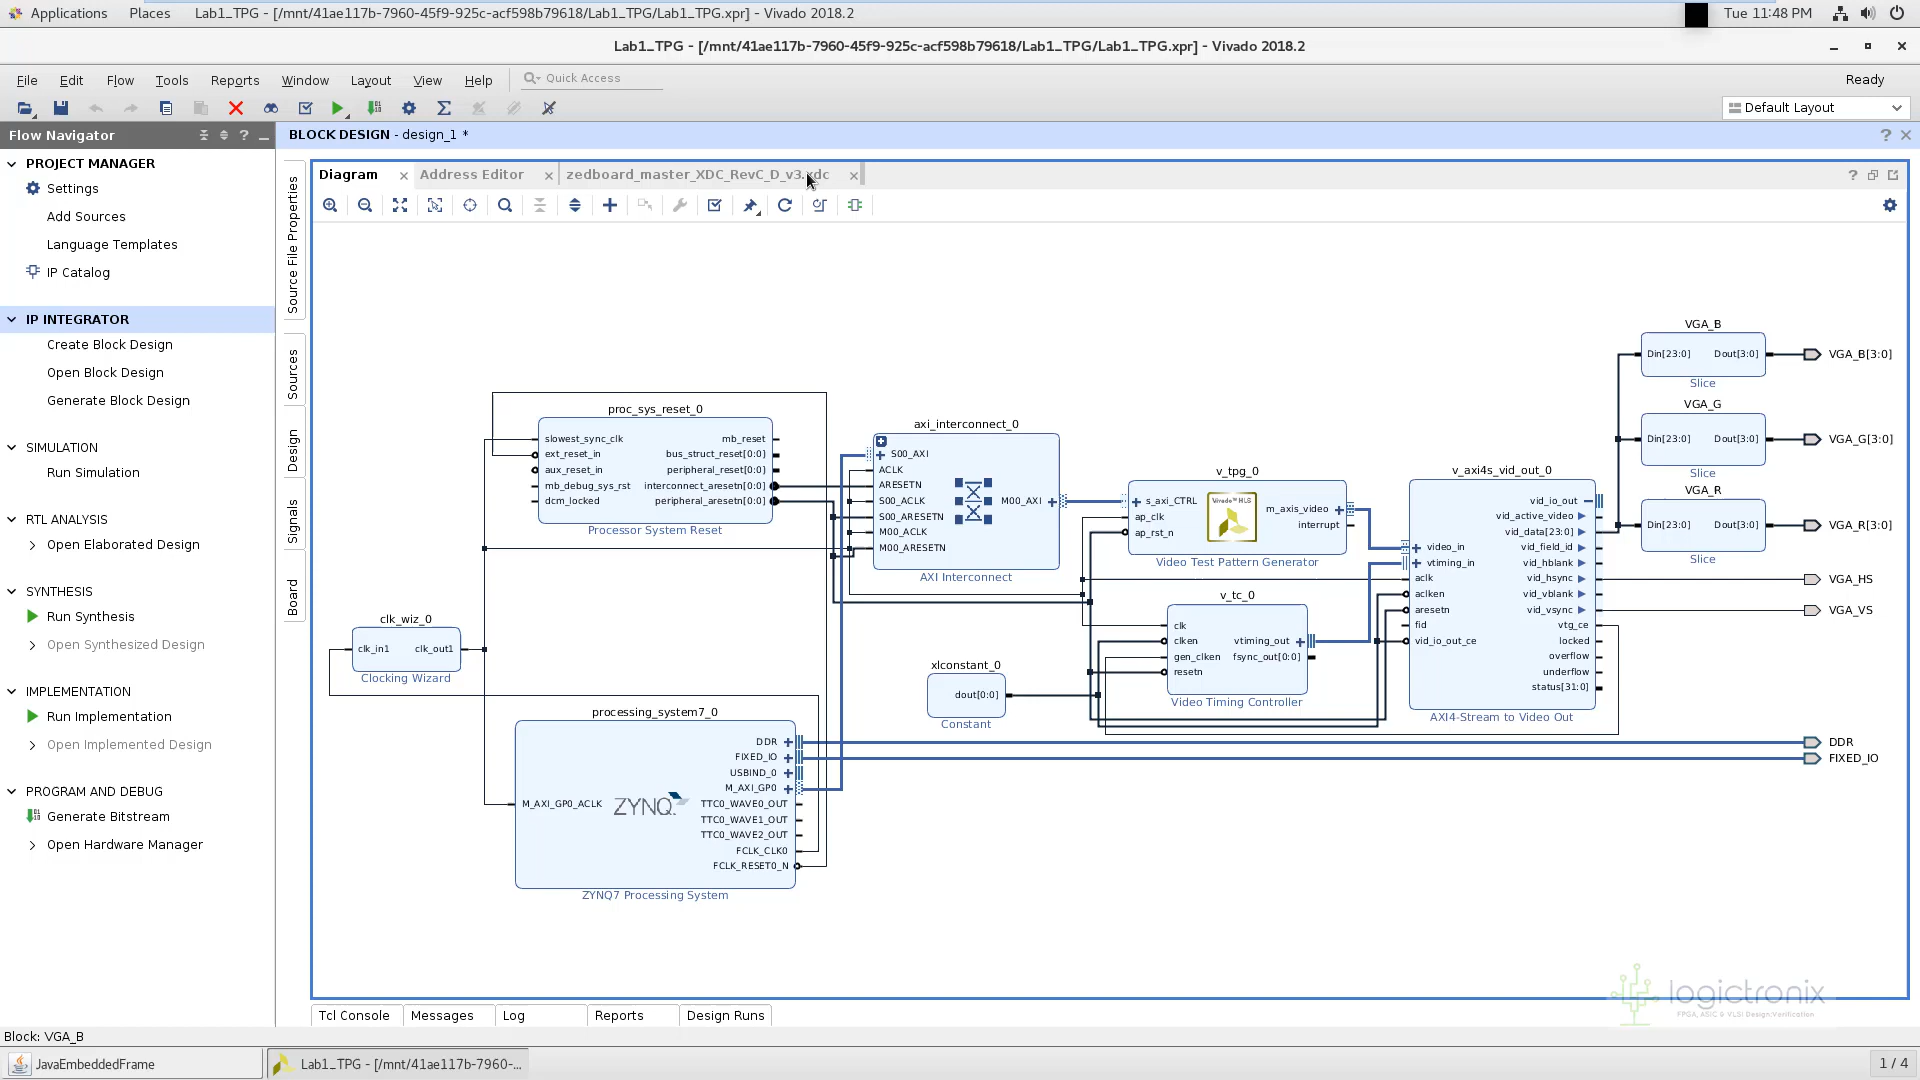 Applications Places Lab1_TPG - [/mnt/41ae117b-7960-45f9-925c-acf598b79618/Lab1_TPG/Lab1_TPG.xpr] - Vivado 2018.2 Tue 11:48 PM
Lab1_TPG - [/mnt/41ae117b-7960-45f9-925c-acf598b79618/Lab1_TPG/Lab1_TPG.xpr] - Vivado 2018.2
File Edit Flow Tools Reports Window Layout View Help Quick Access Ready
Default Layout
Flow Navigator
BLOCK DESIGN - design_1 *
PROJECT MANAGER
Settings
Add Sources
Language Templates
IP Catalog
IP INTEGRATOR
Create Block Design
Open Block Design
Generate Block Design
SIMULATION
Run Simulation
RTL ANALYSIS
Open Elaborated Design
SYNTHESIS
Run Synthesis
Open Synthesized Design
IMPLEMENTATION
Run Implementation
Open Implemented Design
PROGRAM AND DEBUG
Generate Bitstream
Open Hardware Manager
Source File Properties
Sources
Design
Signals
Board
Diagram Address Editor zedboard_master_XDC_RevC_D_v3.xdc
proc_sys_reset_0
slowest_sync_clk mb_reset
ext_reset_in bus_struct_reset[0:0]
aux_reset_in peripheral_reset[0:0]
mb_debug_sys_rst interconnect_aresetn[0:0]
dcm_locked peripheral_aresetn[0:0]
Processor System Reset
clk_wiz_0
clk_in1 clk_out1
Clocking Wizard
processing_system7_0
DDR
FIXED_IO
USBIND_0
M_AXI_GP0
M_AXI_GP0_ACLK ZYNQ TTC0_WAVE0_OUT
TTC0_WAVE1_OUT
TTC0_WAVE2_OUT
FCLK_CLK0
FCLK_RESET0_N
ZYNQ7 Processing System
axi_interconnect_0
S00_AXI
ACLK
ARESETN
S00_ACLK M00_AXI
S00_ARESETN
M00_ACLK
M00_ARESETN
AXI Interconnect
xlconstant_0
dout[0:0]
Constant
v_tpg_0
s_axi_CTRL m_axis_video
ap_clk interrupt
ap_rst_n
Vivado HLS
Video Test Pattern Generator
v_tc_0
clk
clken vtiming_out
gen_clken fsync_out[0:0]
resetn
Video Timing Controller
v_axi4s_vid_out_0
vid_io_out
vid_active_video
vid_data[23:0]
video_in vid_field_id
vtiming_in vid_hblank
aclk vid_hsync
aclken vid_vblank
aresetn vid_vsync
fid vtg_ce
vid_io_out_ce locked
overflow
underflow
status[31:0]
AXI4-Stream to Video Out
VGA_B
Din[23:0] Dout[3:0]
Slice
VGA_G
Din[23:0] Dout[3:0]
Slice
VGA_R
Din[23:0] Dout[3:0]
Slice
VGA_B[3:0]
VGA_G[3:0]
VGA_R[3:0]
VGA_HS
VGA_VS
DDR
FIXED_IO
logictronix
FPGA, ASIC & VLSI Design Verification
Tcl Console Messages Log Reports Design Runs
Block: VGA_B
JavaEmbeddedFrame Lab1_TPG - [/mnt/41ae117b-7960-... 1 / 4